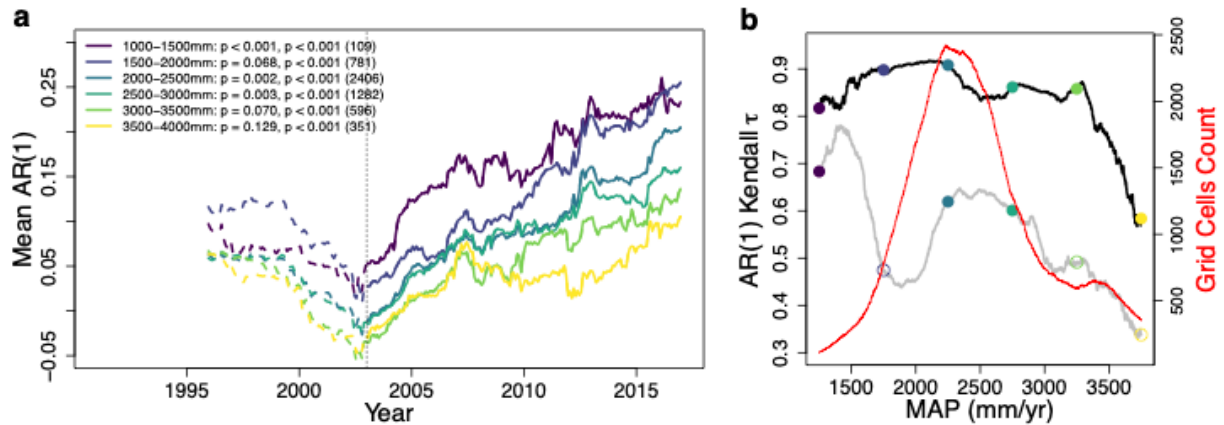 a
Mean AR(1)
0.25
0.15
0.05
−0.05
1000−1500mm: p < 0.001, p < 0.001 (109)
1500−2000mm: p = 0.068, p < 0.001 (781)
2000−2500mm: p = 0.002, p < 0.001 (2406)
2500−3000mm: p = 0.003, p < 0.001 (1282)
3000−3500mm: p = 0.070, p < 0.001 (596)
3500−4000mm: p = 0.129, p < 0.001 (351)
1995 2000 2005 2010 2015
Year
b
AR(1) Kendall τ
0.9
0.8
0.7
0.6
0.5
0.4
0.3
1500 2000 2500 3000 3500
MAP (mm/yr)
2500
2000
1500
1000
500
Grid Cells Count